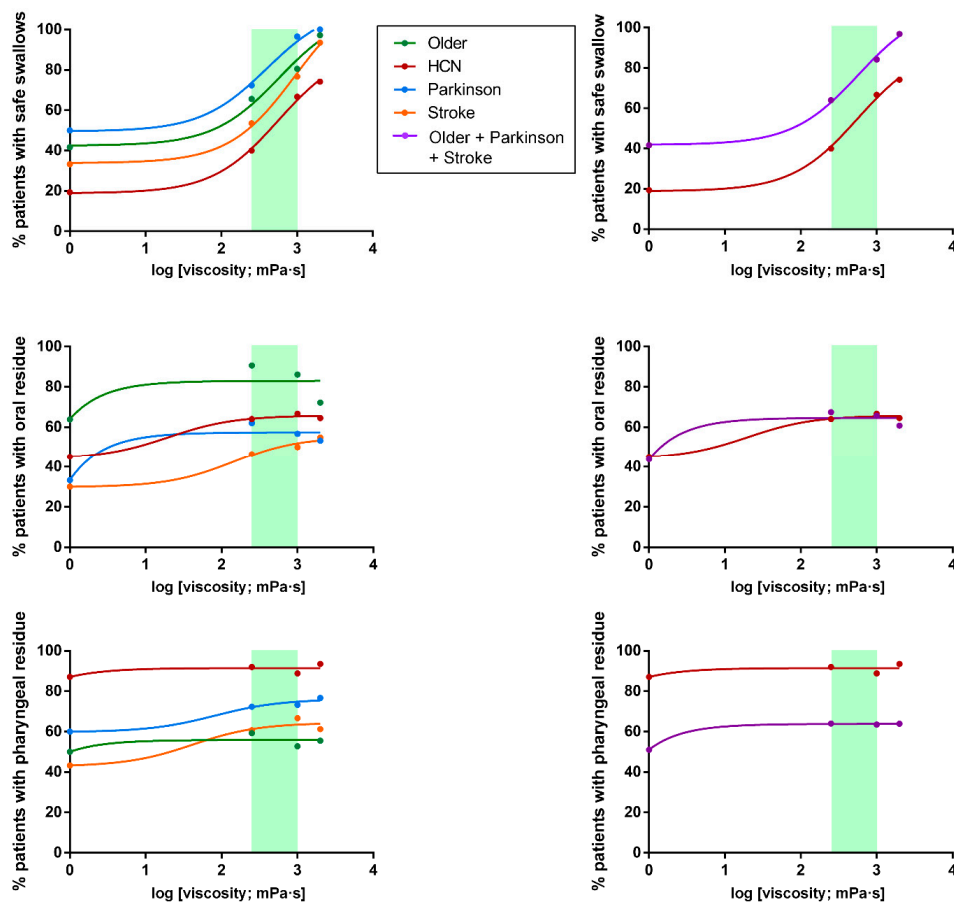 % patients with safe swallows
100
80
60
40
20
0
0 1 2 3 4
log [viscosity; mPa·s]
Older
HCN
Parkinson
Stroke
Older + Parkinson
+ Stroke
% patients with safe swallow
100
80
60
40
20
0
0 1 2 3 4
log [viscosity; mPa·s]
% patients with oral residue
100
80
60
40
20
0
0 1 2 3 4
log [viscosity; mPa·s]
% patients with oral residue
100
80
60
40
20
0
0 1 2 3 4
log [viscosity; mPa·s]
% patients with pharyngeal residue
100
80
60
40
20
0
0 1 2 3 4
log [viscosity; mPa·s]
% patients with pharyngeal residue
100
80
60
40
20
0
0 1 2 3 4
log [viscosity; mPa·s]